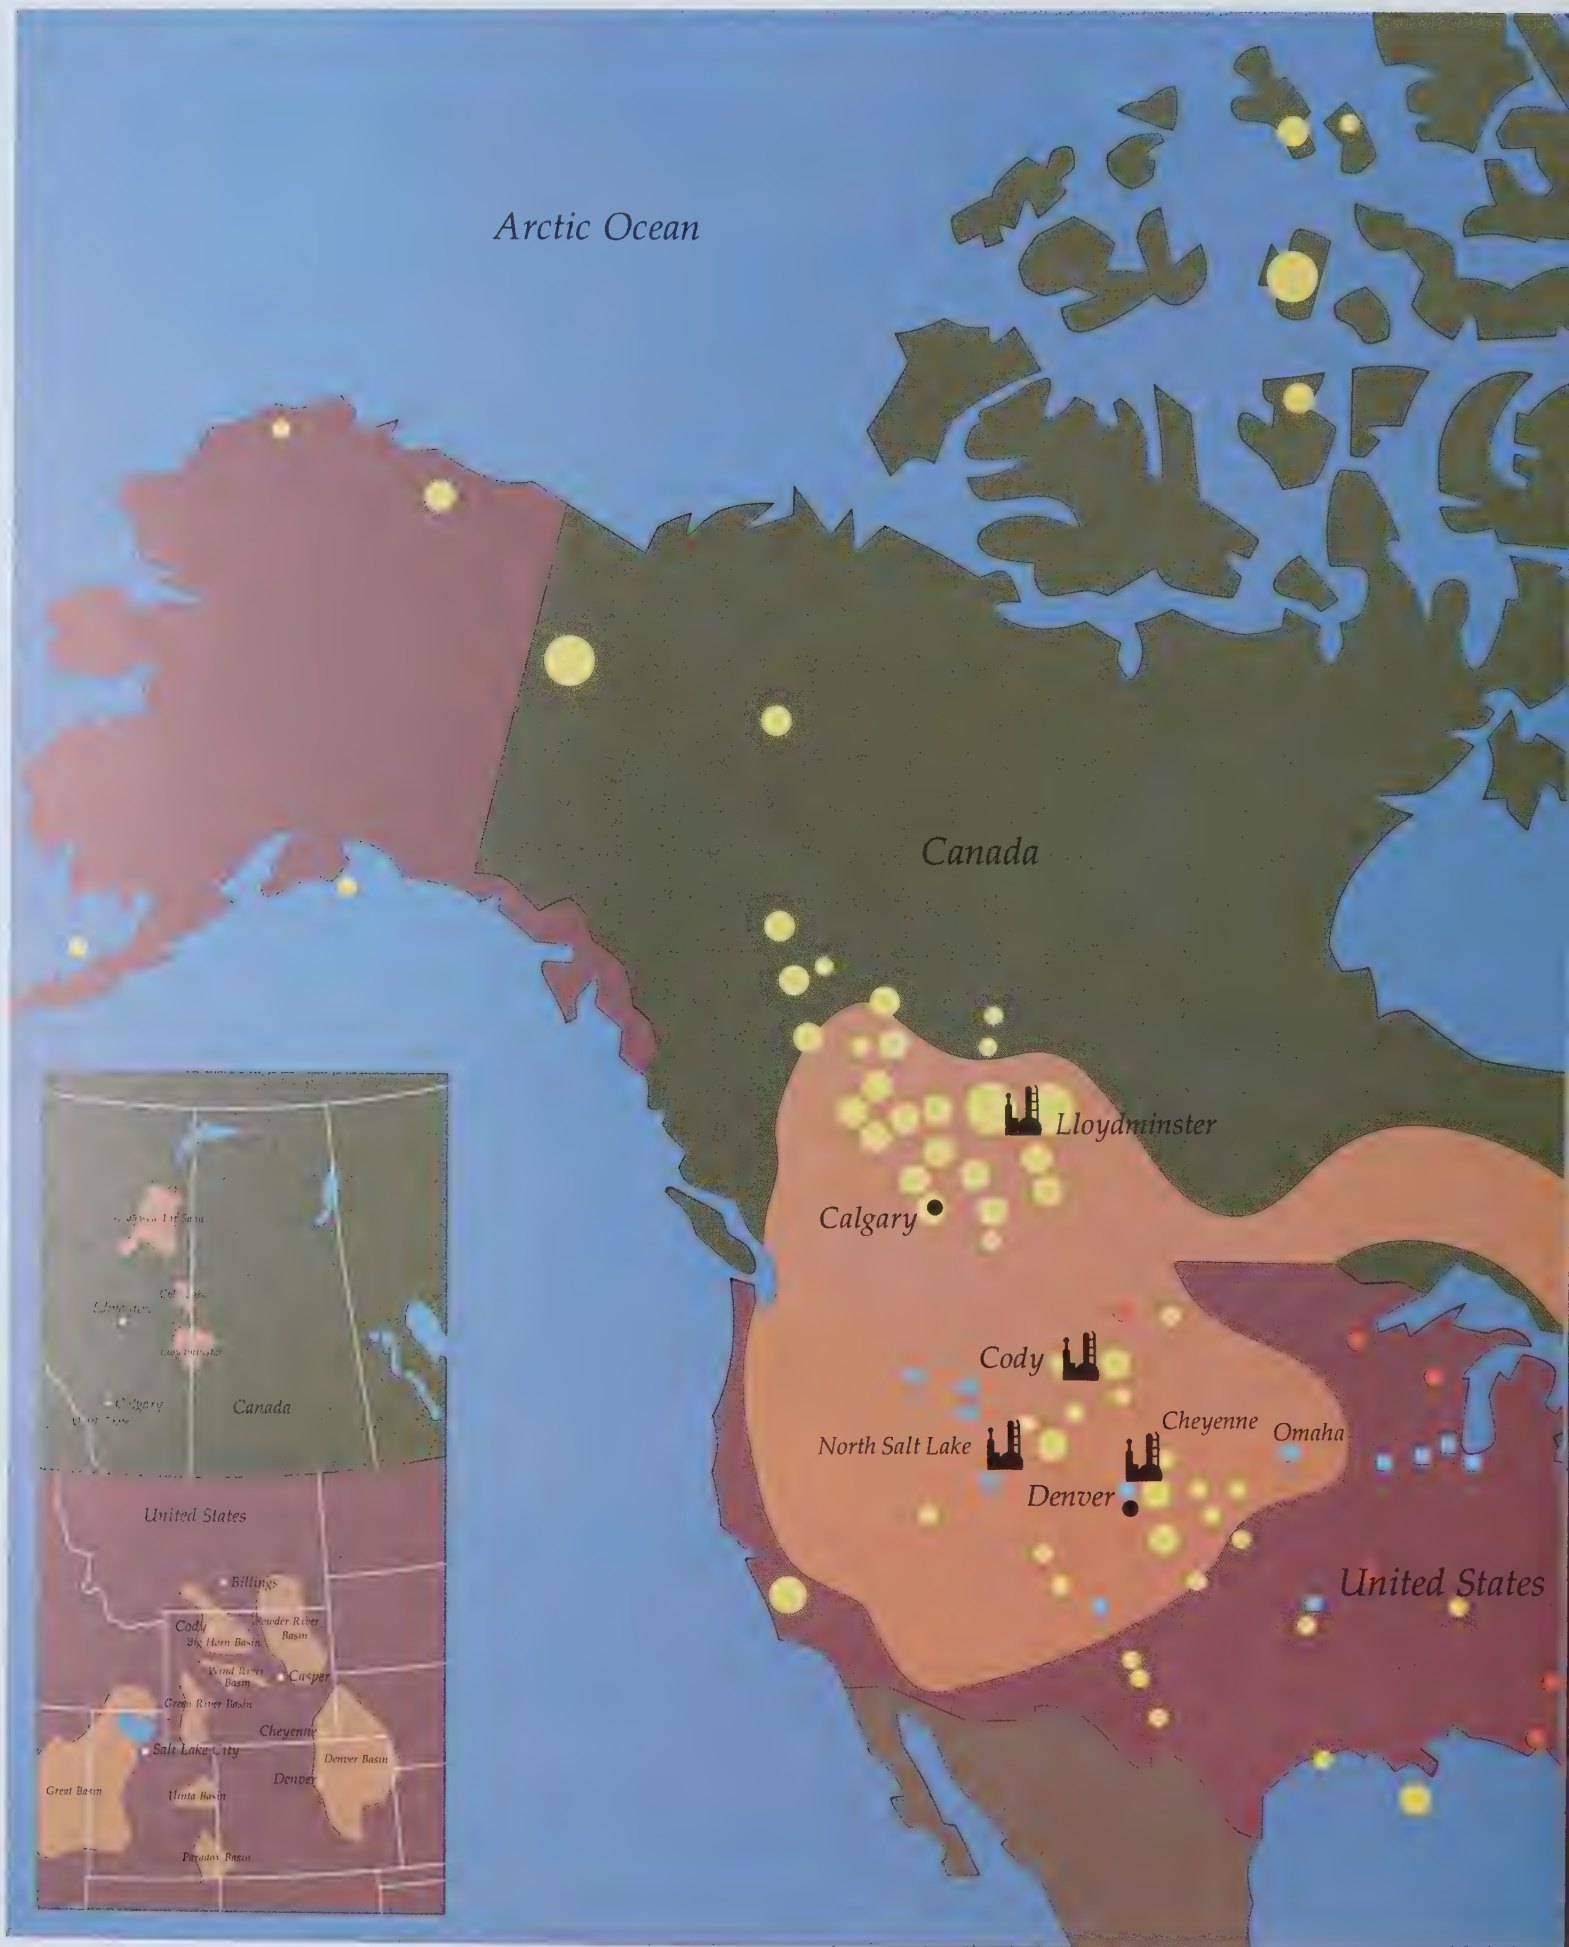 Arctic Ocean
Canada
Lloydminster
Calgary
Cody
Cheyenne
Omaha
North Salt Lake
Denver
United States
Calgary
Canada
United States
Billings
Cody
Powder River
Basin
Big Horn Basin
Wind River
Basin
Casper
Green River Basin
Cheyenne
Salt Lake City
Denver Basin
Denver
Great Basin
Uinta Basin
Paradox Basin